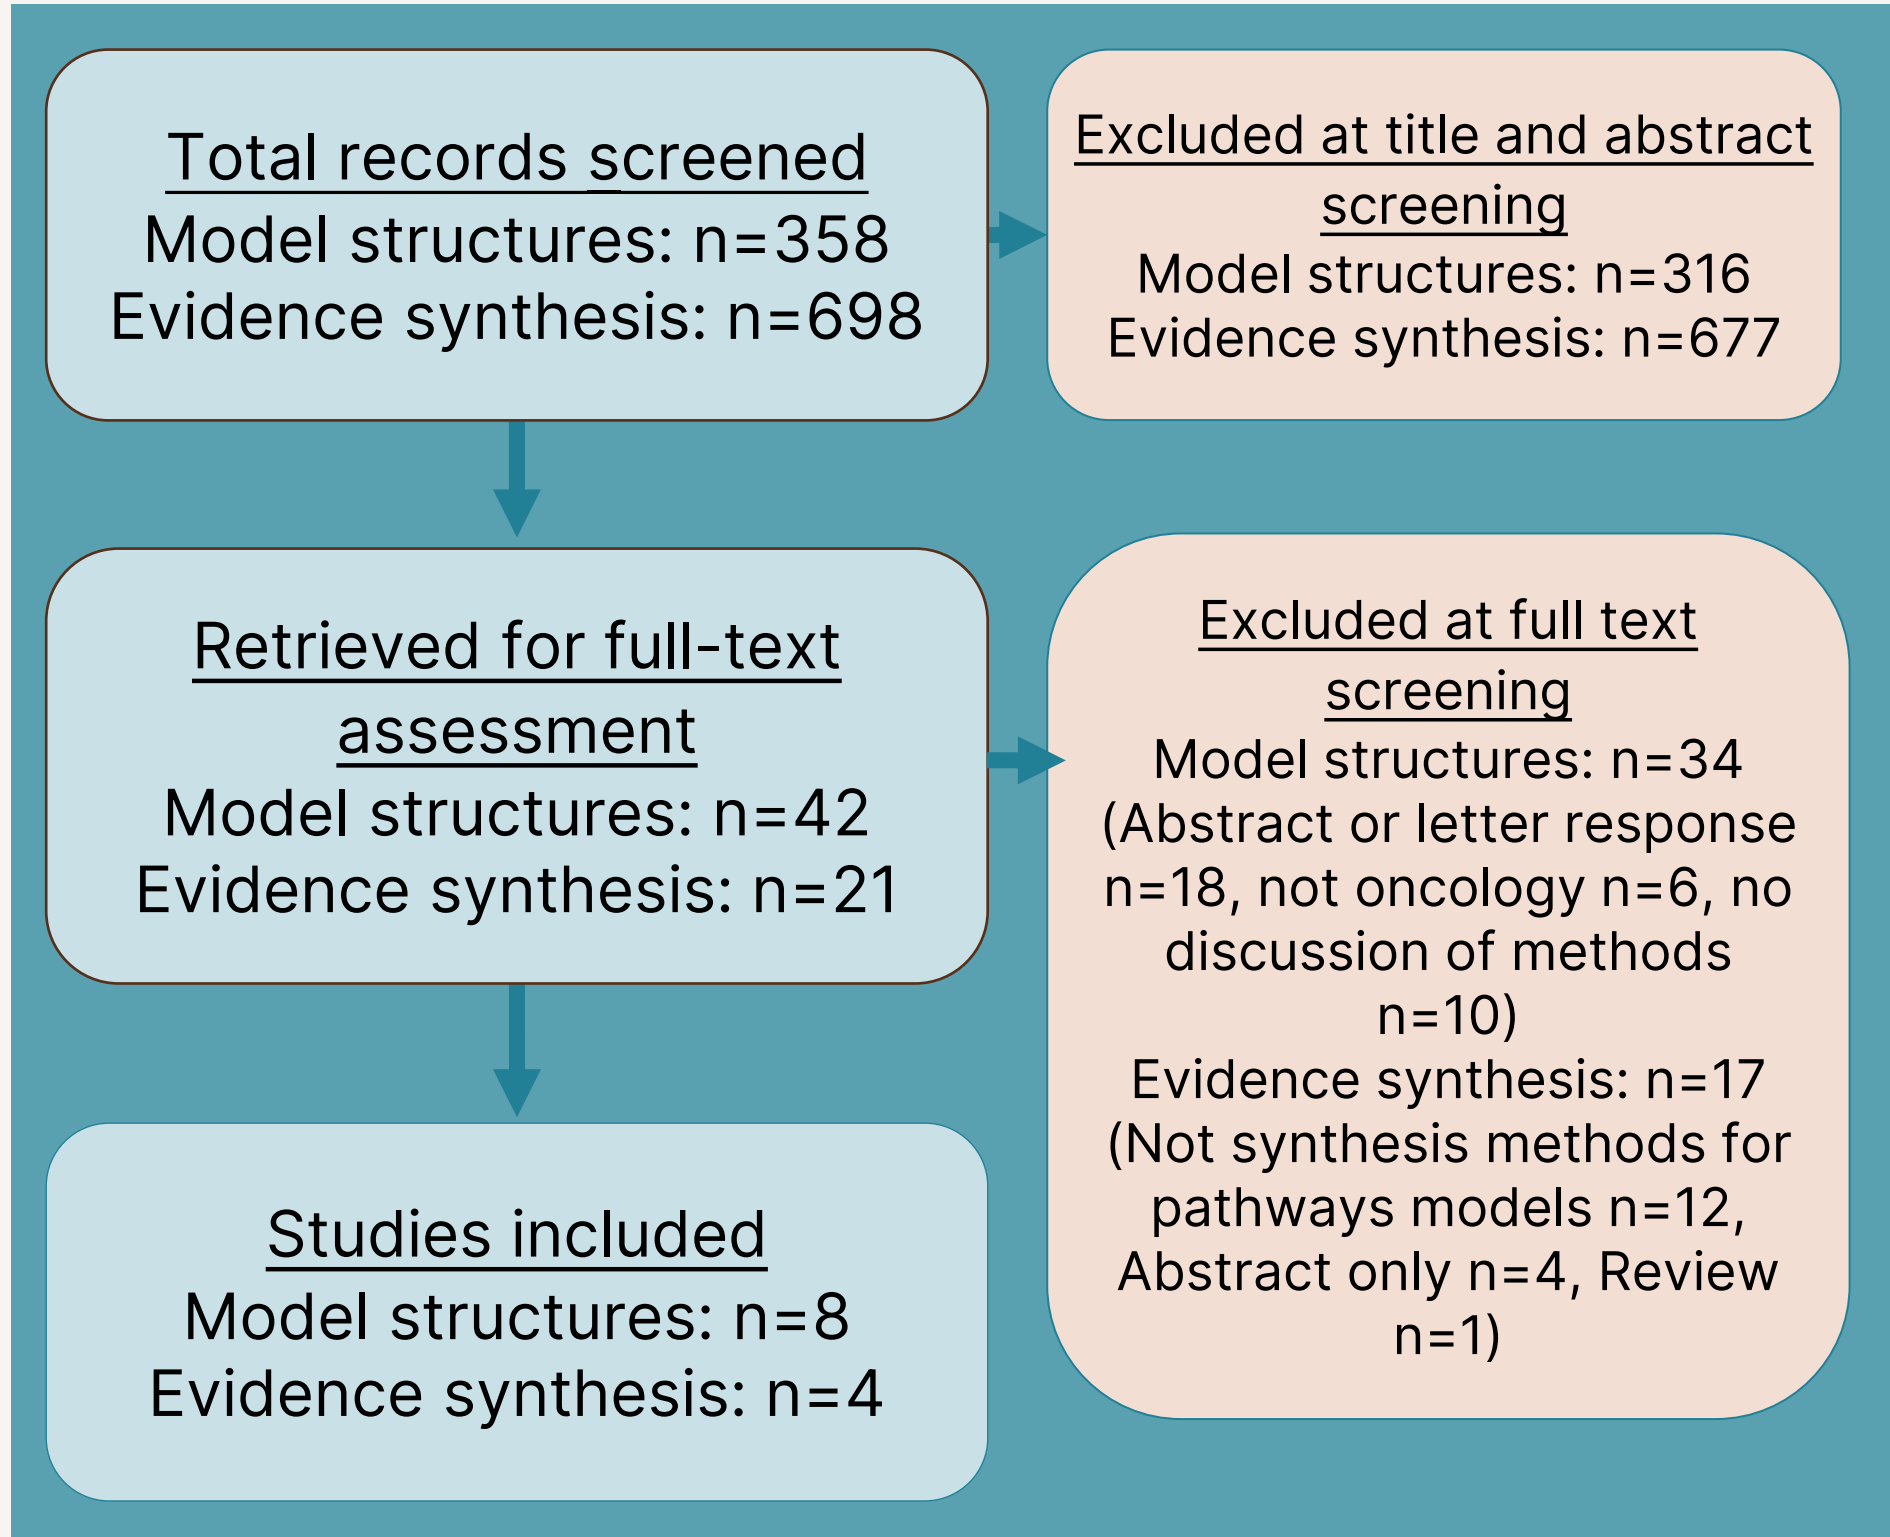 Total records screened
Model structures: n=358
Evidence synthesis: n=698
Excluded at title and abstract
screening
Model structures: n=316
Evidence synthesis: n=677
Retrieved for full-text
assessment
Model structures: n=42
Evidence synthesis: n=21
Excluded at full text
screening
Model structures: n=34
(Abstract or letter response
n=18, not oncology n=6, no
discussion of methods
n=10)
Evidence synthesis: n=17
(Not synthesis methods for
pathways models n=12,
Abstract only n=4, Review
n=1)
Studies included
Model structures: n=8
Evidence synthesis: n=4